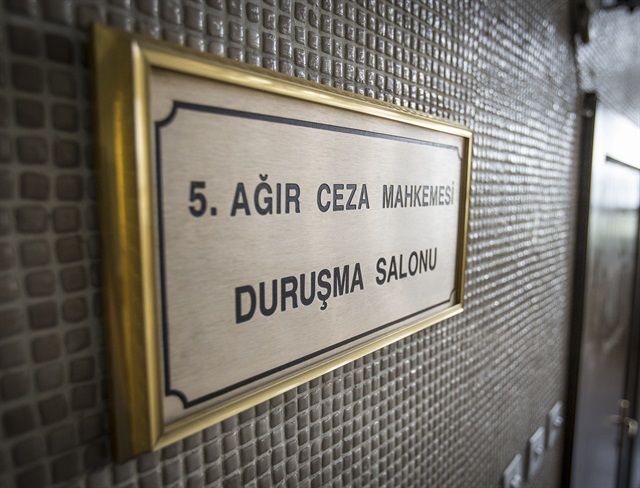 5. AĞIR CEZA MAHKEMESİ
DURUŞMA SALONU